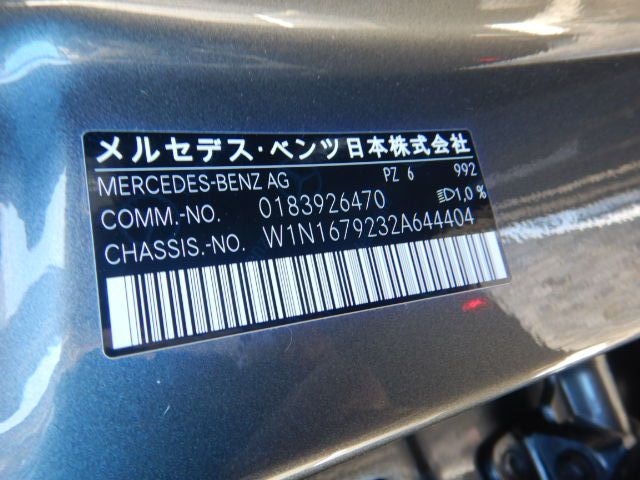 メルセデス・ベンツ日本株式会社
MERCEDES-BENZ AG PZ 6 992
COMM.-NO. 0183926470 1,0 %
CHASSIS.-NO. W1N1679232A644404